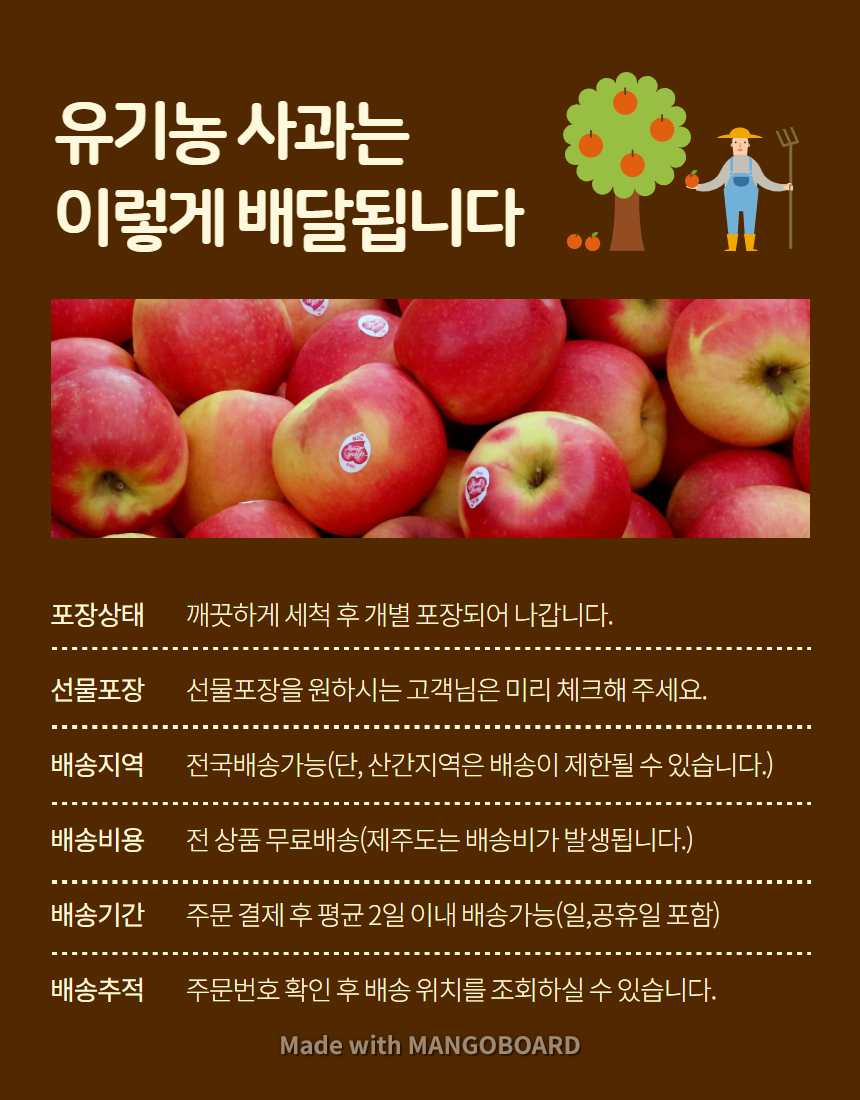 유기농 사과는
이렇게 배달됩니다
포장상태 깨끗하게 세척 후 개별 포장되어 나갑니다.
선물포장 선물포장을 원하시는 고객님은 미리 체크해 주세요.
배송지역 전국배송가능(단, 산간지역은 배송이 제한될 수 있습니다.)
배송비용 전 상품 무료배송(제주도는 배송비가 발생됩니다.)
배송기간 주문 결제 후 평균 2일 이내 배송가능(일,공휴일 포함)
배송추적 주문번호 확인 후 배송 위치를 조회하실 수 있습니다.
Made with MANGOBOARD